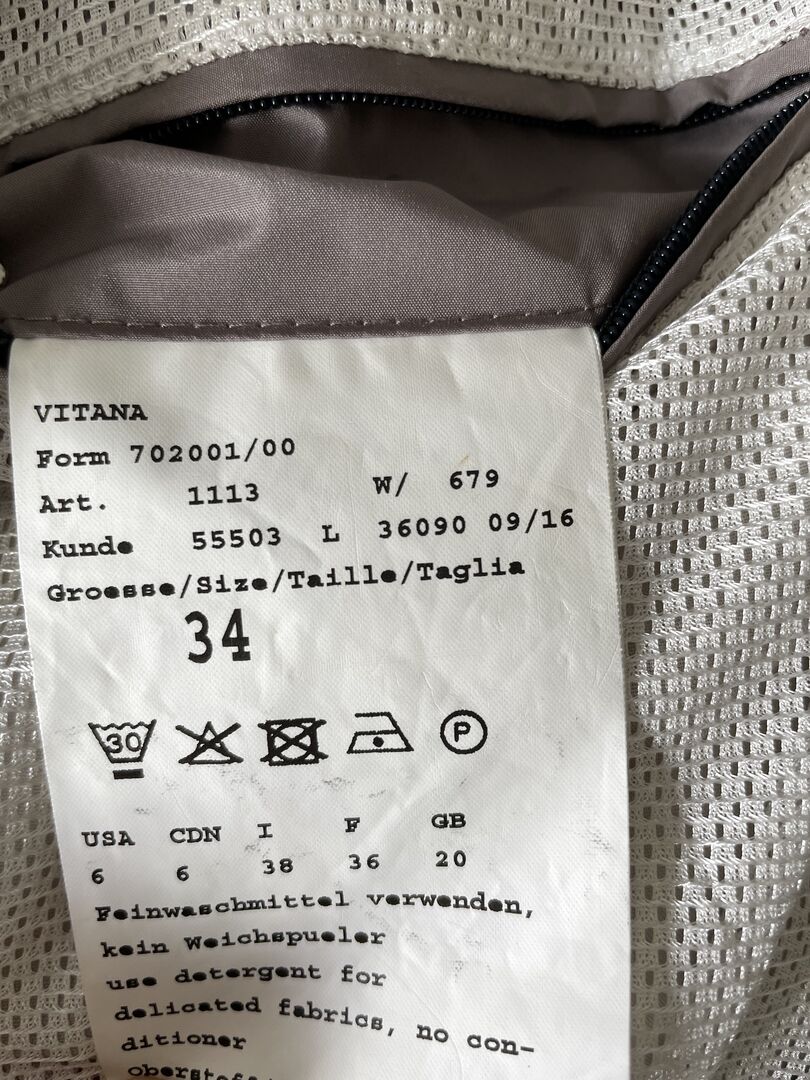 VITANA
Form 702001/00
Art. 1113 W/ 679
Kunde 55503 L 36090 09/16
Groesse/Size/Taille/Taglia
34
30 P
USA CDN I F GB
6 6 38 36 20
Feinwaschmittel verwenden,
kein Weichspueler
use detergent for
delicated fabrics, no con-
ditioner